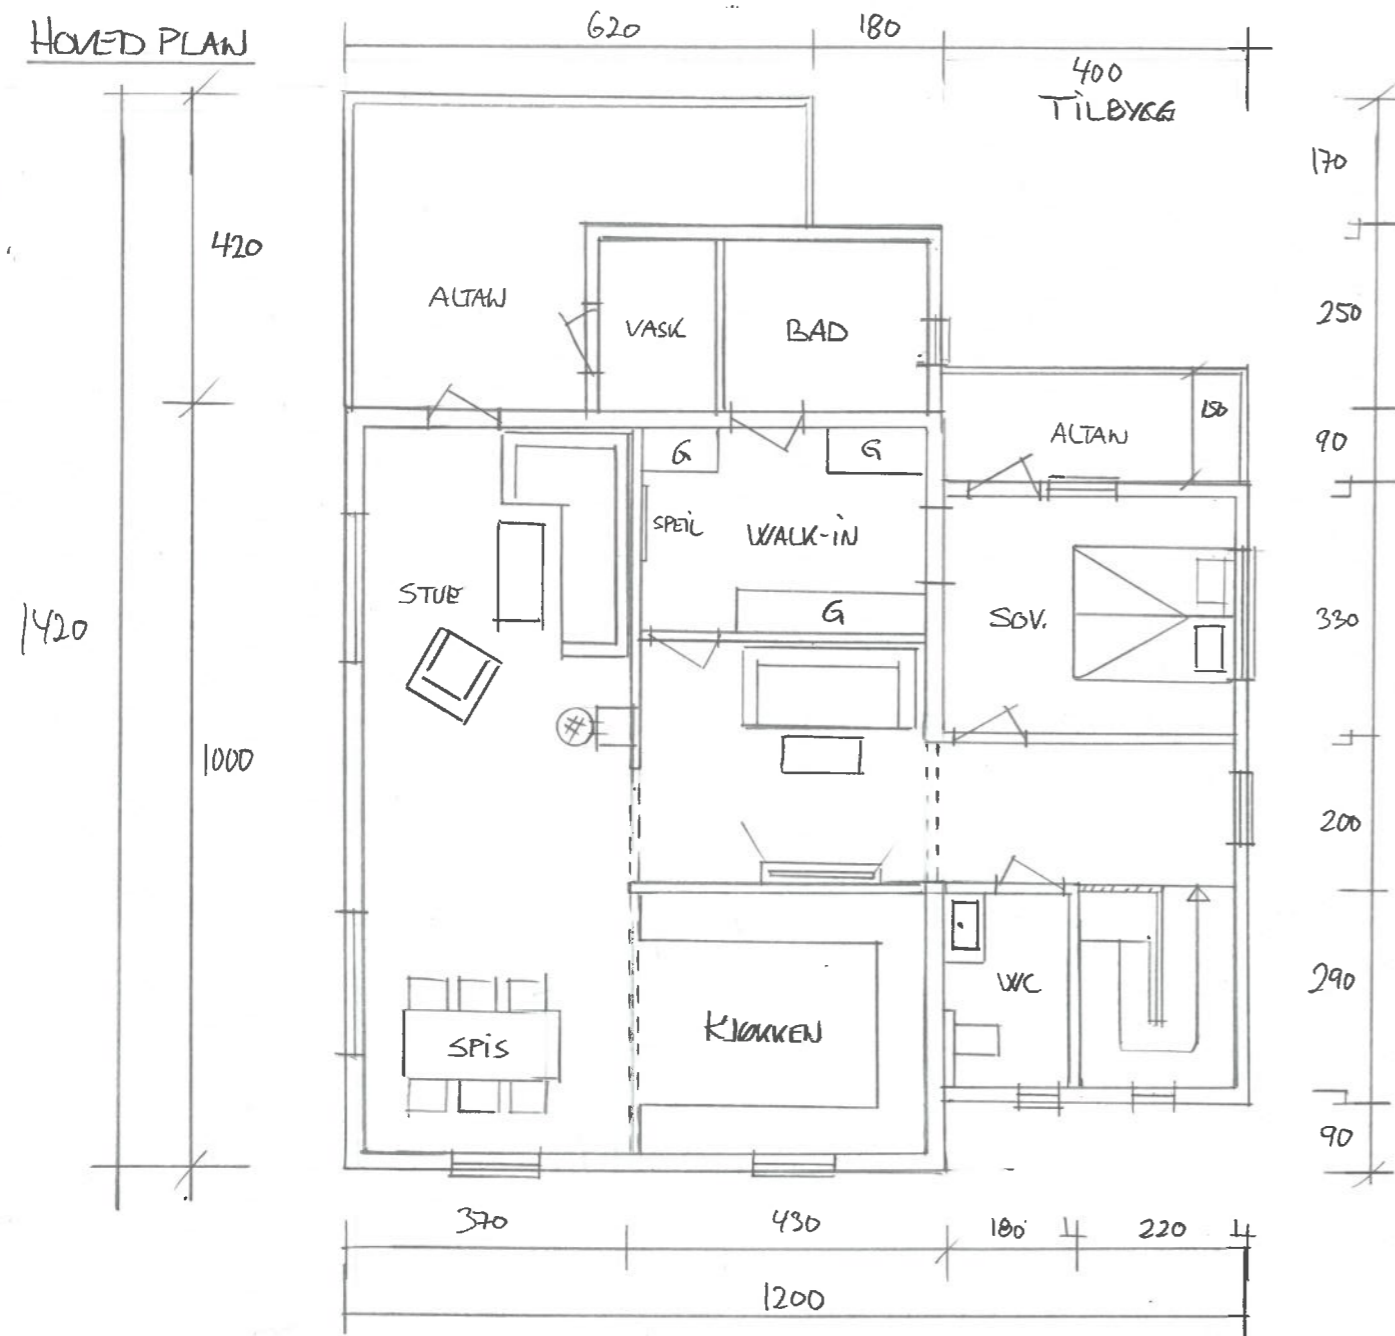 HOVED PLAN
620
180
400
TILBYGG
170
420
ALTAN
VASK
BAD
250
150
ALTAN
90
G
G
SPEIL
WALK-iN
STUE
G
SOV.
330
1420
1000
200
WC
290
KJØKKEN
SPiS
90
370
430
180
220
1200